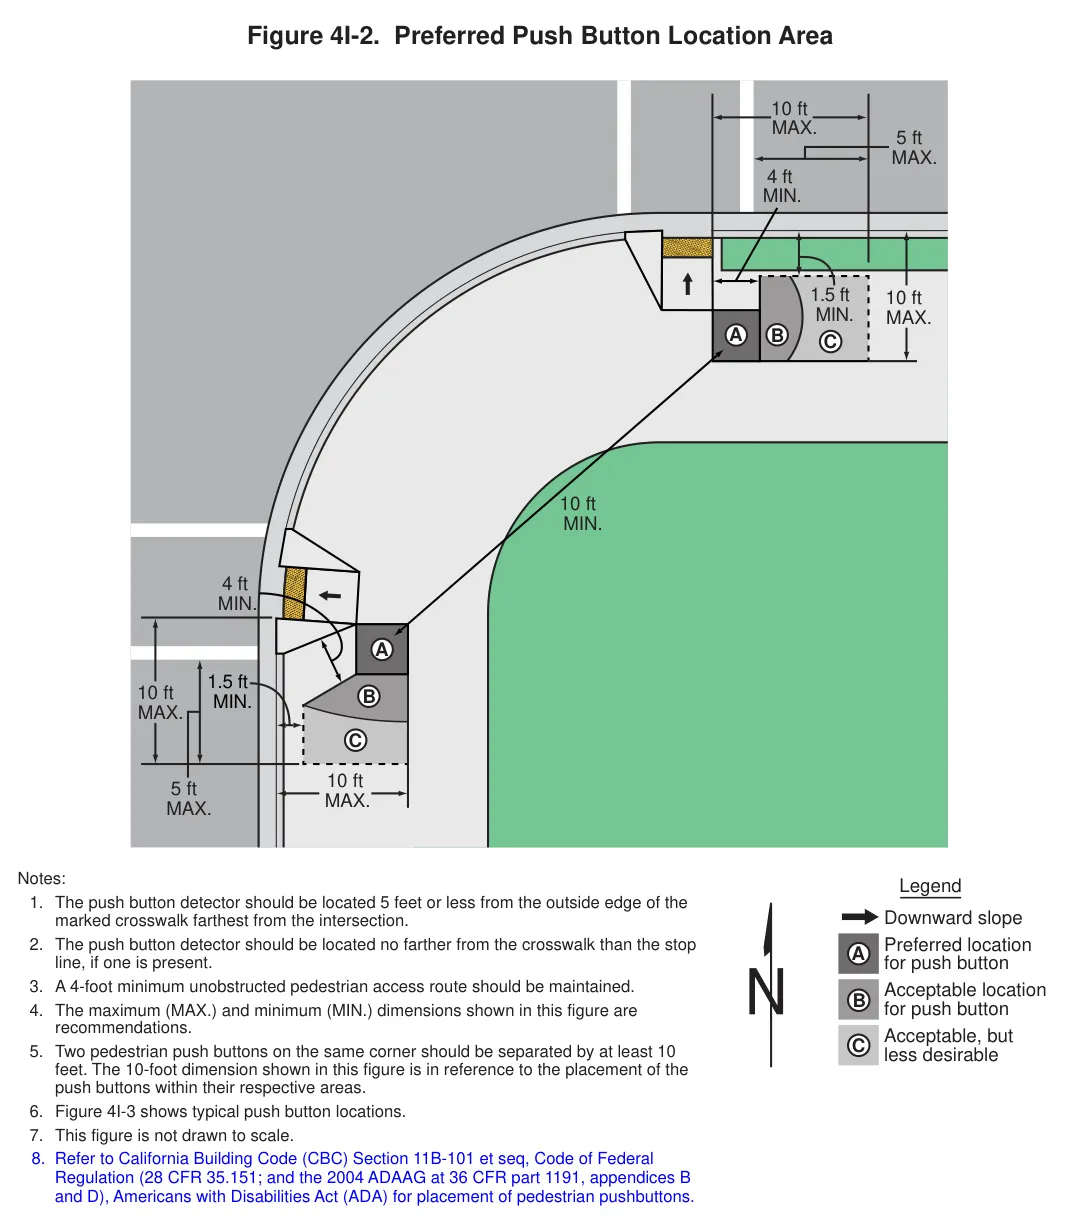 Figure 4I-2.  Preferred Push Button Location Area
10 ft
MAX.
5 ft
MAX.
4 ft
MIN.
1.5 ft
MIN.
10 ft
MAX.
A
B
C
10 ft
MIN.
4 ft
MIN.
A
B
C
1.5 ft
MIN.
10 ft
MAX.
5 ft
MAX.
10 ft
MAX.
Notes:
1. The push button detector should be located 5 feet or less from the outside edge of the
marked crosswalk farthest from the intersection.
2. The push button detector should be located no farther from the crosswalk than the stop
line, if one is present.
3. A 4-foot minimum unobstructed pedestrian access route should be maintained.
4. The maximum (MAX.) and minimum (MIN.) dimensions shown in this figure are
recommendations.
5. Two pedestrian push buttons on the same corner should be separated by at least 10
feet. The 10-foot dimension shown in this figure is in reference to the placement of the
push buttons within their respective areas.
6. Figure 4I-3 shows typical push button locations.
7. This figure is not drawn to scale.
8. Refer to California Building Code (CBC) Section 11B-101 et seq, Code of Federal
Regulation (28 CFR 35.151; and the 2004 ADAAG at 36 CFR part 1191, appendices B
and D), Americans with Disabilities Act (ADA) for placement of pedestrian pushbuttons.
N
Legend
Downward slope
A Preferred location
for push button
B Acceptable location
for push button
C Acceptable, but
less desirable